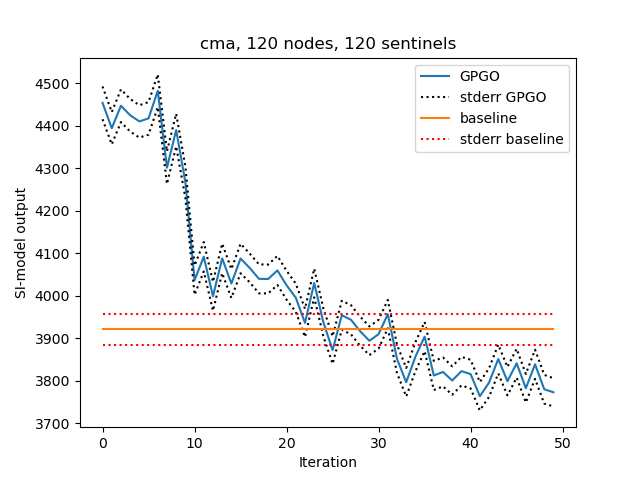 cma, 120 nodes, 120 sentinels
GPGO
stderr GPGO
baseline
stderr baseline
SI-model output
4500
4400
4300
4200
4100
4000
3900
3800
3700
0 10 20 30 40 50
Iteration